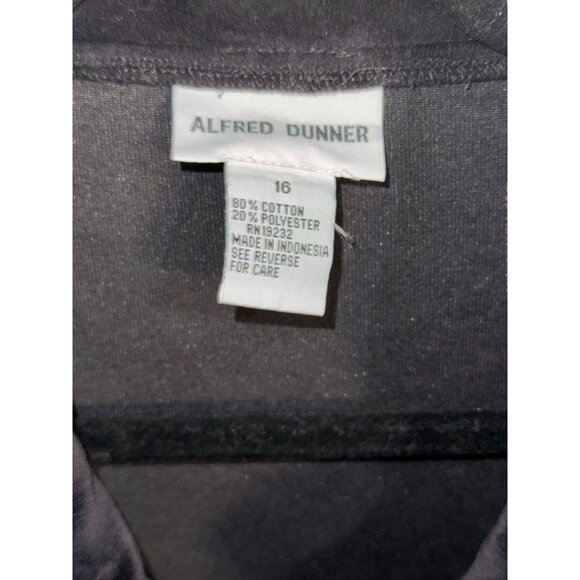 ALFRED DUNNER
16
80% COTTON
20% POLYESTER
RN19232
MADE IN INDONESIA
SEE REVERSE
FOR CARE